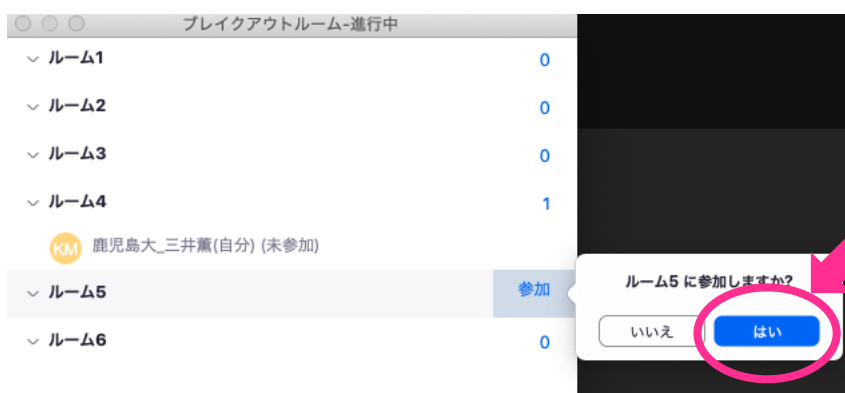 ブレイクアウトルーム-進行中
ルーム1 0
ルーム2 0
ルーム3 0
ルーム4 1
KM 鹿児島大_三井薫(自分) (未参加)
ルーム5 参加
ルーム5 に参加しますか?
いいえ はい
ルーム6 0